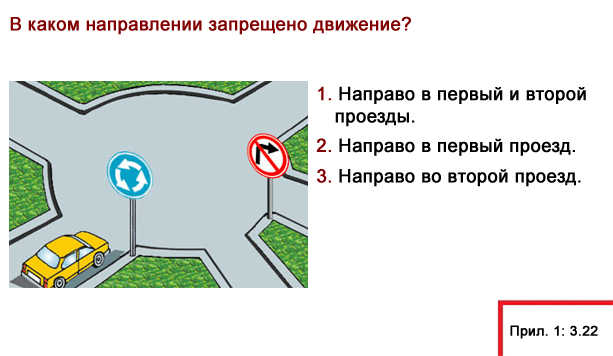 В каком направлении запрещено движение?
1. Направо в первый и второй
проезды.
2. Направо в первый проезд.
3. Направо во второй проезд.
Прил. 1: 3.22